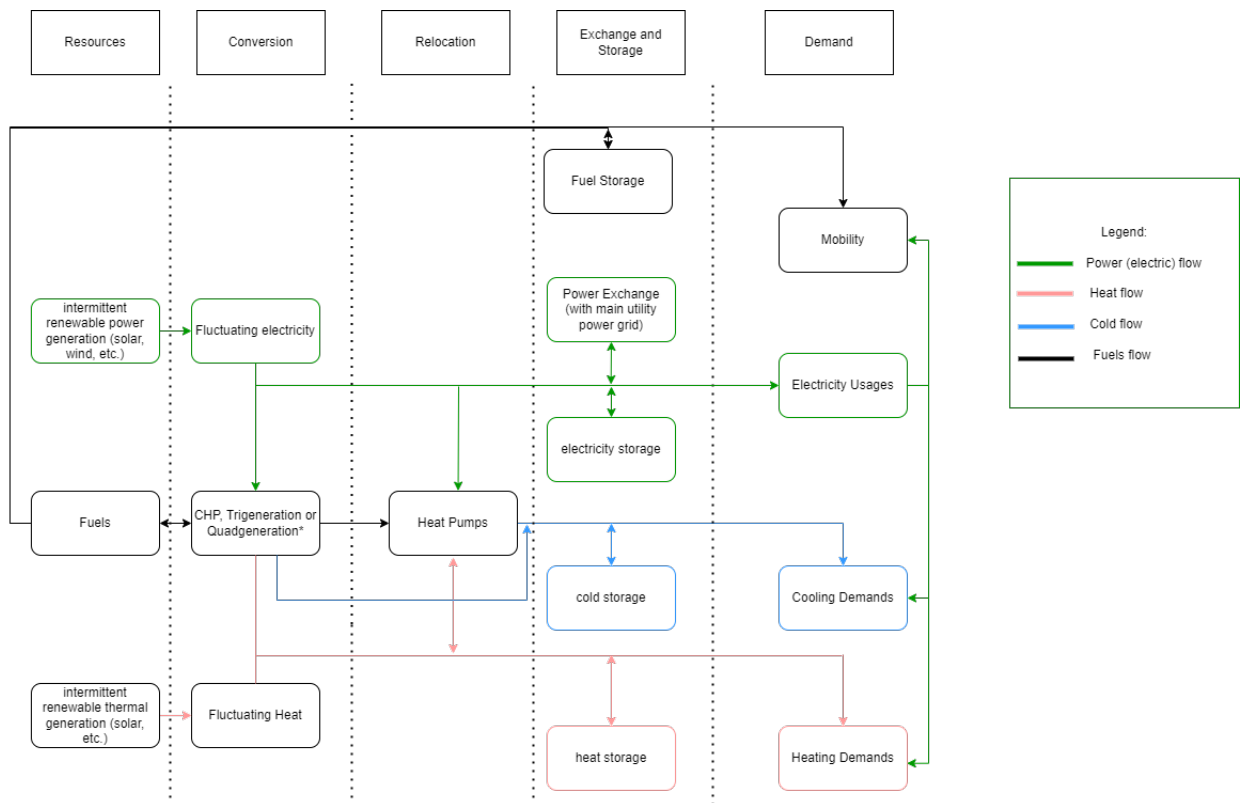 Resources
Conversion
Relocation
Exchange and
Storage
Demand
Fuel Storage
Mobility
Legend:
Power (electric) flow
Heat flow
Cold flow
Fuels flow
intermittent
renewable power
generation (solar,
wind, etc.)
Fluctuating electricity
Power Exchange
(with main utility
power grid)
Electricity Usages
electricity storage
Fuels
CHP, Trigeneration or
Quadgeneration*
Heat Pumps
cold storage
Cooling Demands
intermittent
renewable thermal
generation (solar,
etc.)
Fluctuating Heat
heat storage
Heating Demands